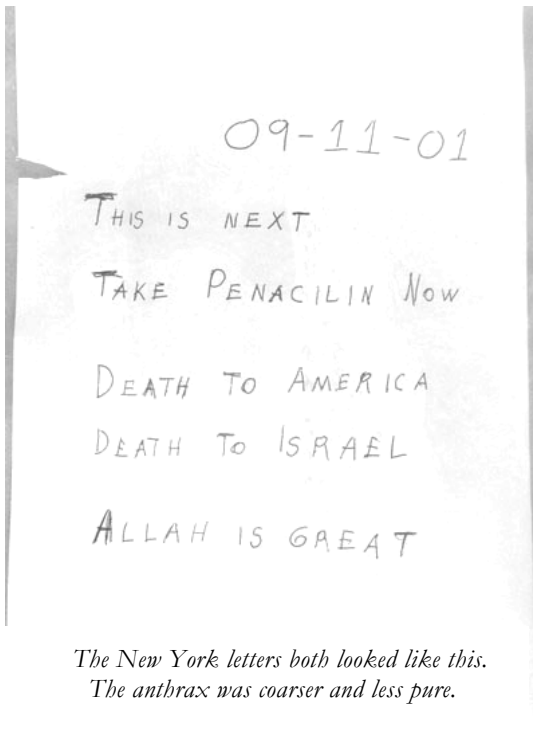 09-11-01
THIS IS NEXT
TAKE PENACILIN NOW
DEATH TO AMERICA
DEATH TO ISRAEL
ALLAH IS GREAT
The New York letters both looked like this.
The anthrax was coarser and less pure.